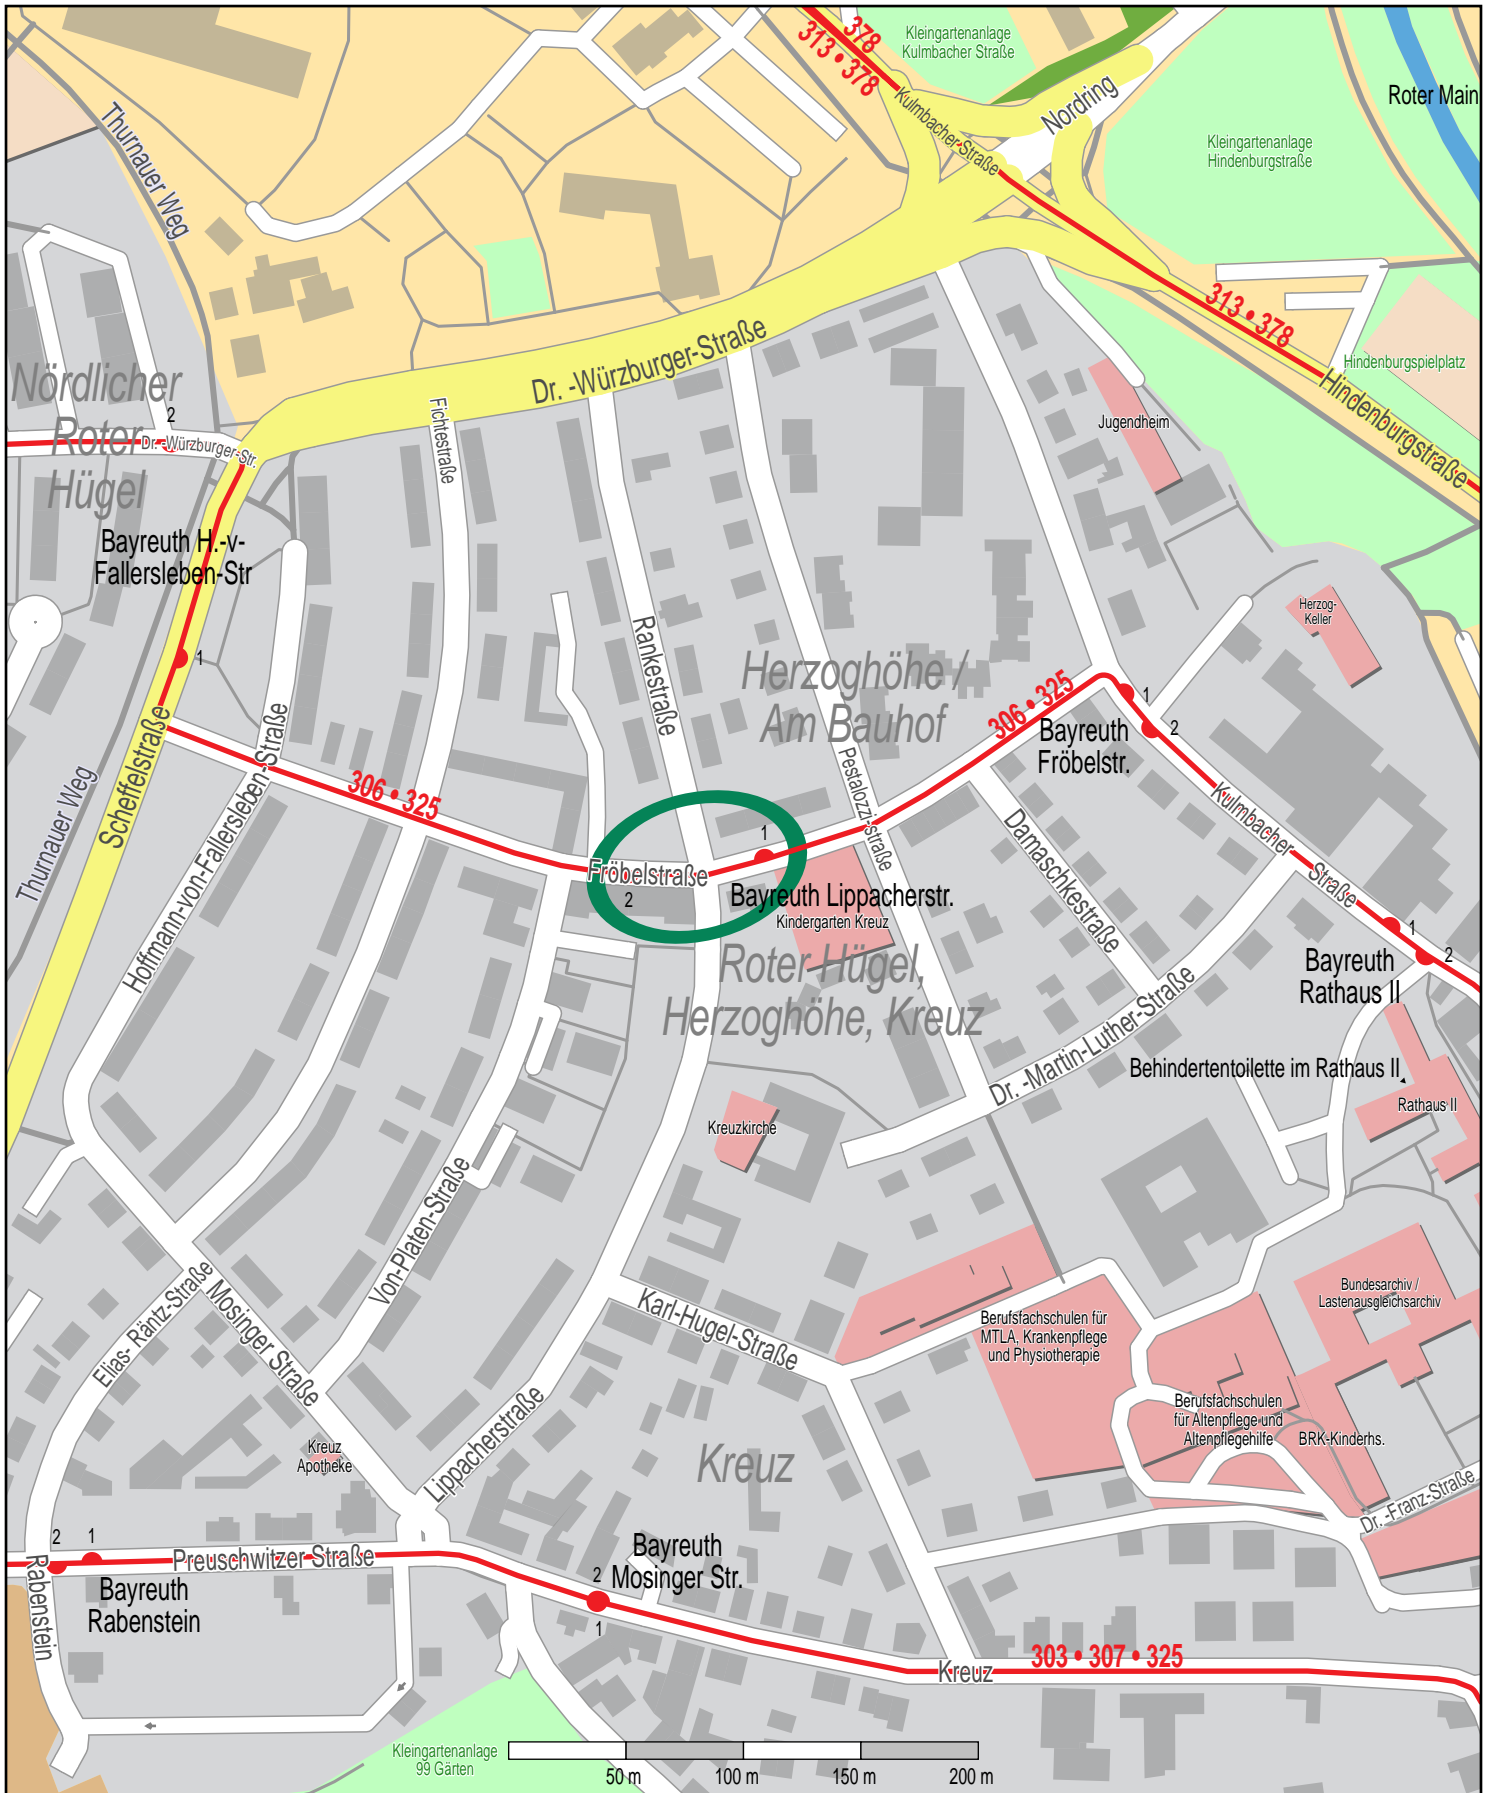 378
313 • 378
Kleingartenanlage
Kulmbacher Straße
Nordring
Roter Main
Kulmbacher-Straße
Thurnauer Weg
Kleingartenanlage
Hindenburgstraße
313 • 378
Dr. -Würzburger-Straße
Hindenburgspielplatz
Hindenburgstraße
Nördlicher
Roter
Hügel
2
Dr. -Würzburger-Str.
Fichtestraße
Jugendheim
Bayreuth H.-v-
Fallersleben-Str
1
Herzog-
Keller
Rankestraße
Herzoghöhe /
Am Bauhof
306 • 325
1
2
Bayreuth
Fröbelstr.
Scheffelstraße
Thurnauer Weg
Hoffmann-von-Fallersleben-Straße
306 • 325
Pestalozzi-straße
Kulmbacher Straße
Damaschkestraße
1
Fröbelstraße
2
Bayreuth Lippacherstr.
Kindergarten Kreuz
Roter Hügel,
Herzoghöhe, Kreuz
1
2
Bayreuth
Rathaus II
Dr. -Martin-Luther-Straße
Behindertentoilette im Rathaus II
Rathaus II
Kreuzkirche
Von-Platen-Straße
Elias- Räntz-Straße
Mosinger Straße
Karl-Hugel-Straße
Bundesarchiv /
Lastenausgleichsarchiv
Berufsfachschulen für
MTLA, Krankenpflege
und Physiotherapie
Berufsfachschulen
für Altenpflege und
Altenpflegehilfe
BRK-Kinderhs.
Kreuz
Apotheke
Lippacherstraße
Kreuz
Dr. -Franz-Straße
2
1
Preuschwitzer Straße
Rabenstein
Bayreuth
Rabenstein
Bayreuth
Mosinger Str.
2
1
Kreuz
303 • 307 • 325
Kleingartenanlage
99 Gärten
50 m
100 m
150 m
200 m